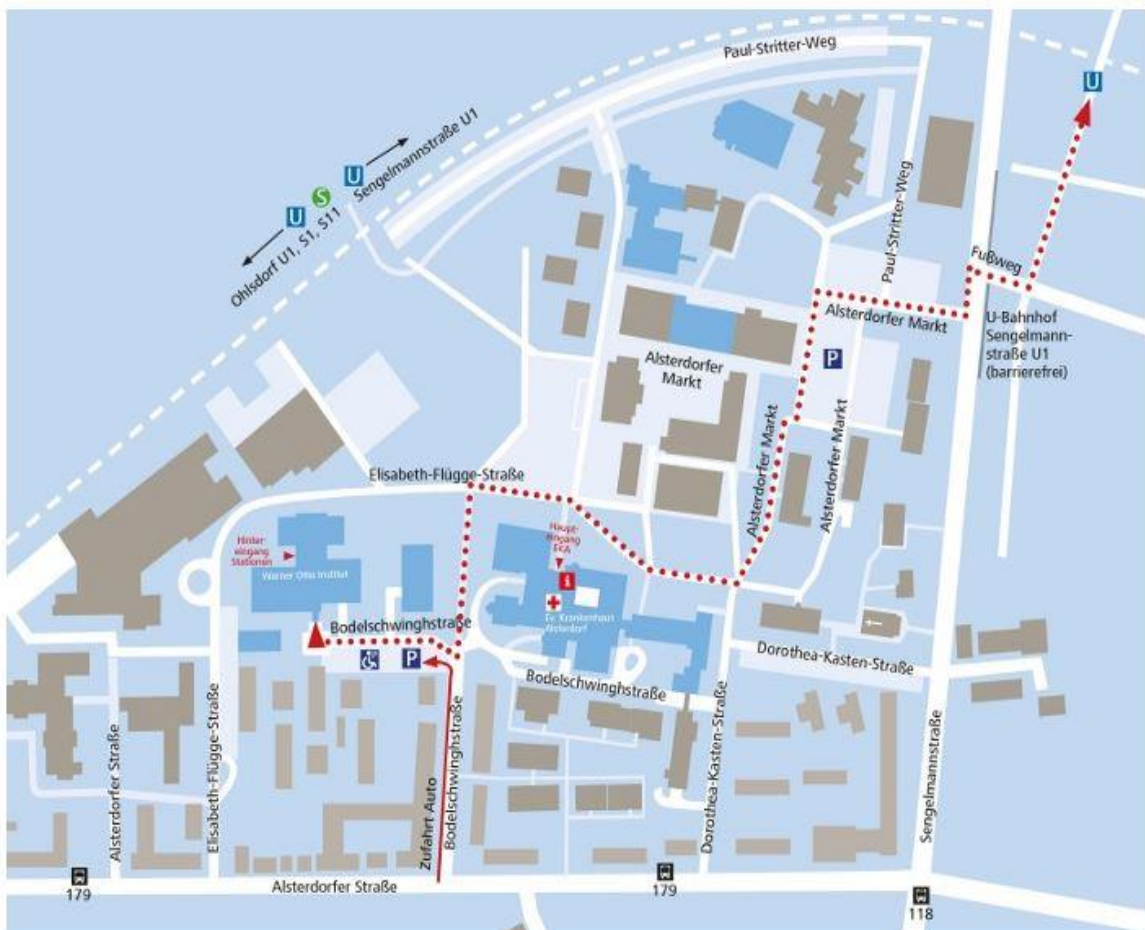 Paul-Stritter-Weg
U
Sengelmannstraße U1
U
S
U
Ohlsdorf U1, S1, S11
Paul-Stritter-Weg
Fußweg
Alsterdorfer Markt
U-Bahnhof
Sengelmann-
straße U1
(barrierefrei)
P
Alsterdorfer
Markt
Alsterdorfer Markt
Alsterdorfer Markt
Elisabeth-Flügge-Straße
Haupt-
eingang
EKA
Hinter-
eingang
Stationen
Werner Otto Institut
i
Ev. Krankenhaus
Alsterdorf
Bodelschwinghstraße
P
Dorothea-Kasten-Straße
Bodelschwinghstraße
Alsterdorfer Straße
Elisabeth-Flügge-Straße
Zufahrt Auto
Bodelschwinghstraße
Dorothea-Kasten-Straße
Sengelmannstraße
179
Alsterdorfer Straße
179
118